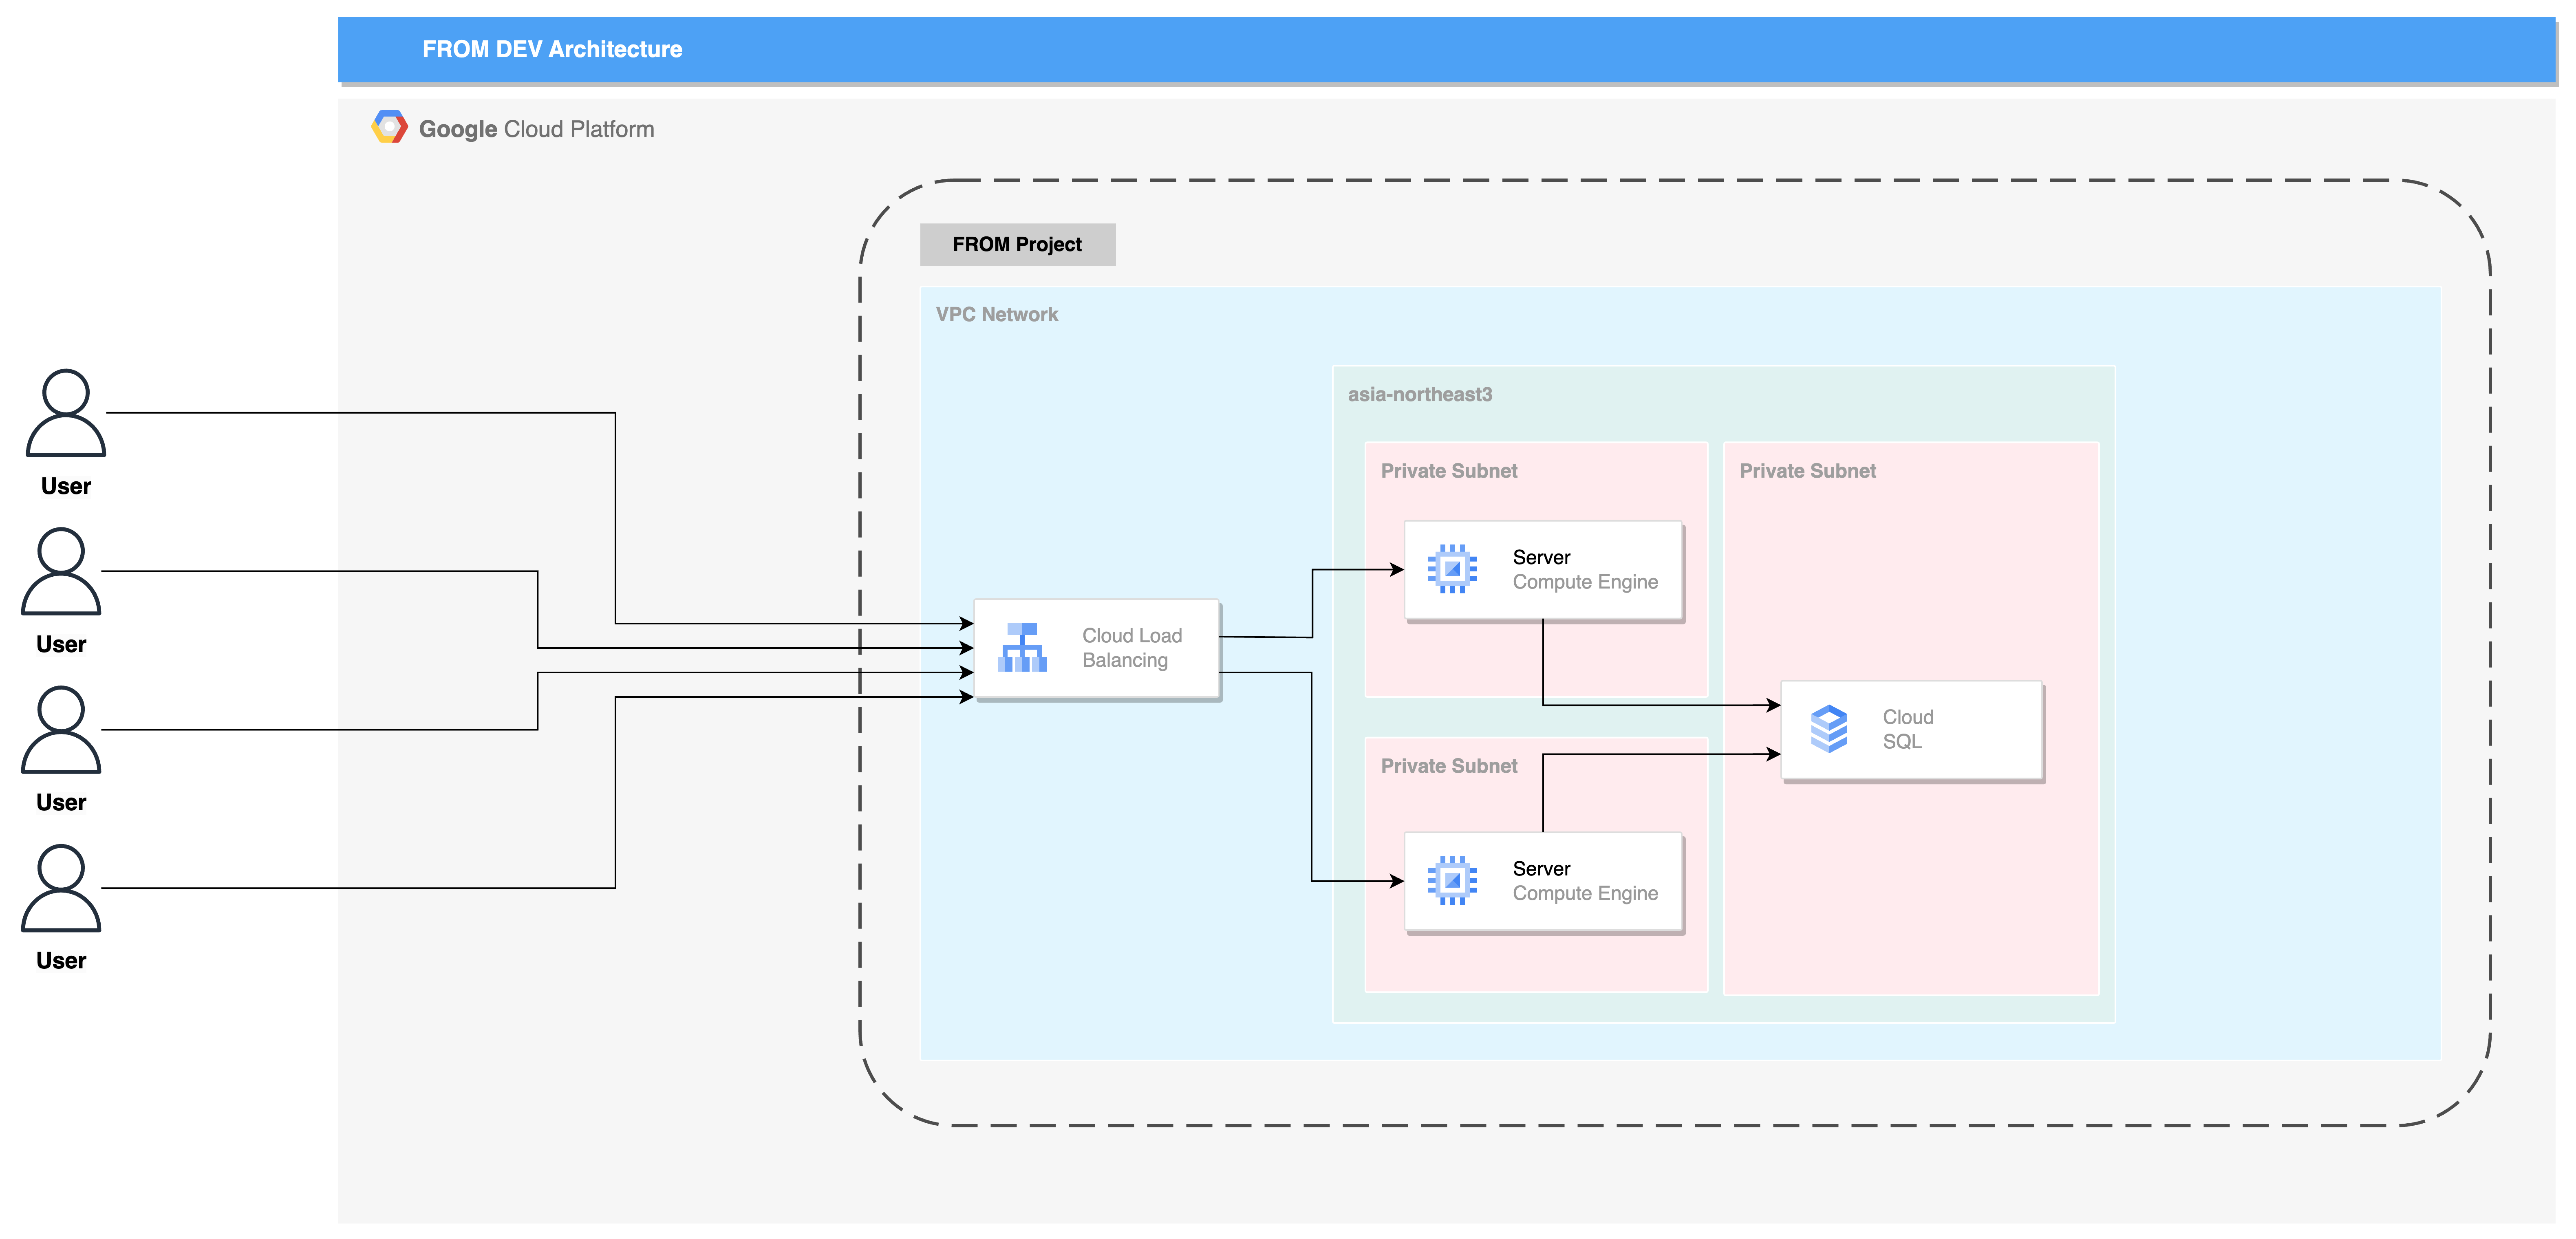 FROM DEV Architecture
Google Cloud Platform
FROM Project
VPC Network
asia-northeast3
Private Subnet
Private Subnet
Server
Compute Engine
Cloud Load
Balancing
Cloud
SQL
Private Subnet
Server
Compute Engine
User
User
User
User